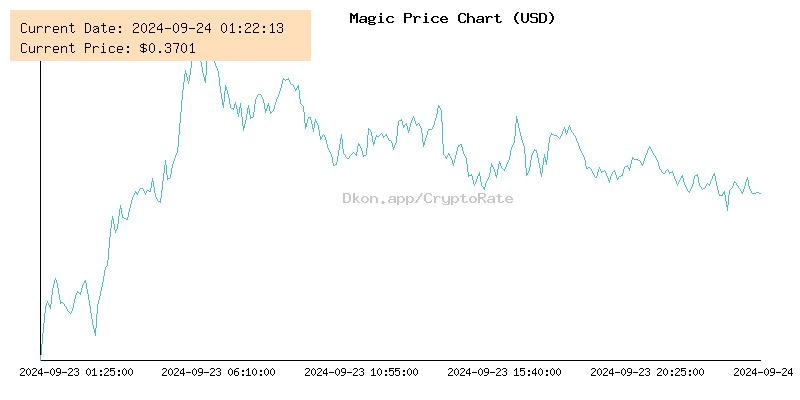 Magic Price Chart (USD)
Current Date: 2024-09-24 01:22:13
Current Price: $0.3701
Dkon.app/CryptoRate
2024-09-23 01:25:00 2024-09-23 06:10:00 2024-09-23 10:55:00 2024-09-23 15:40:00 2024-09-23 20:25:00 2024-09-24